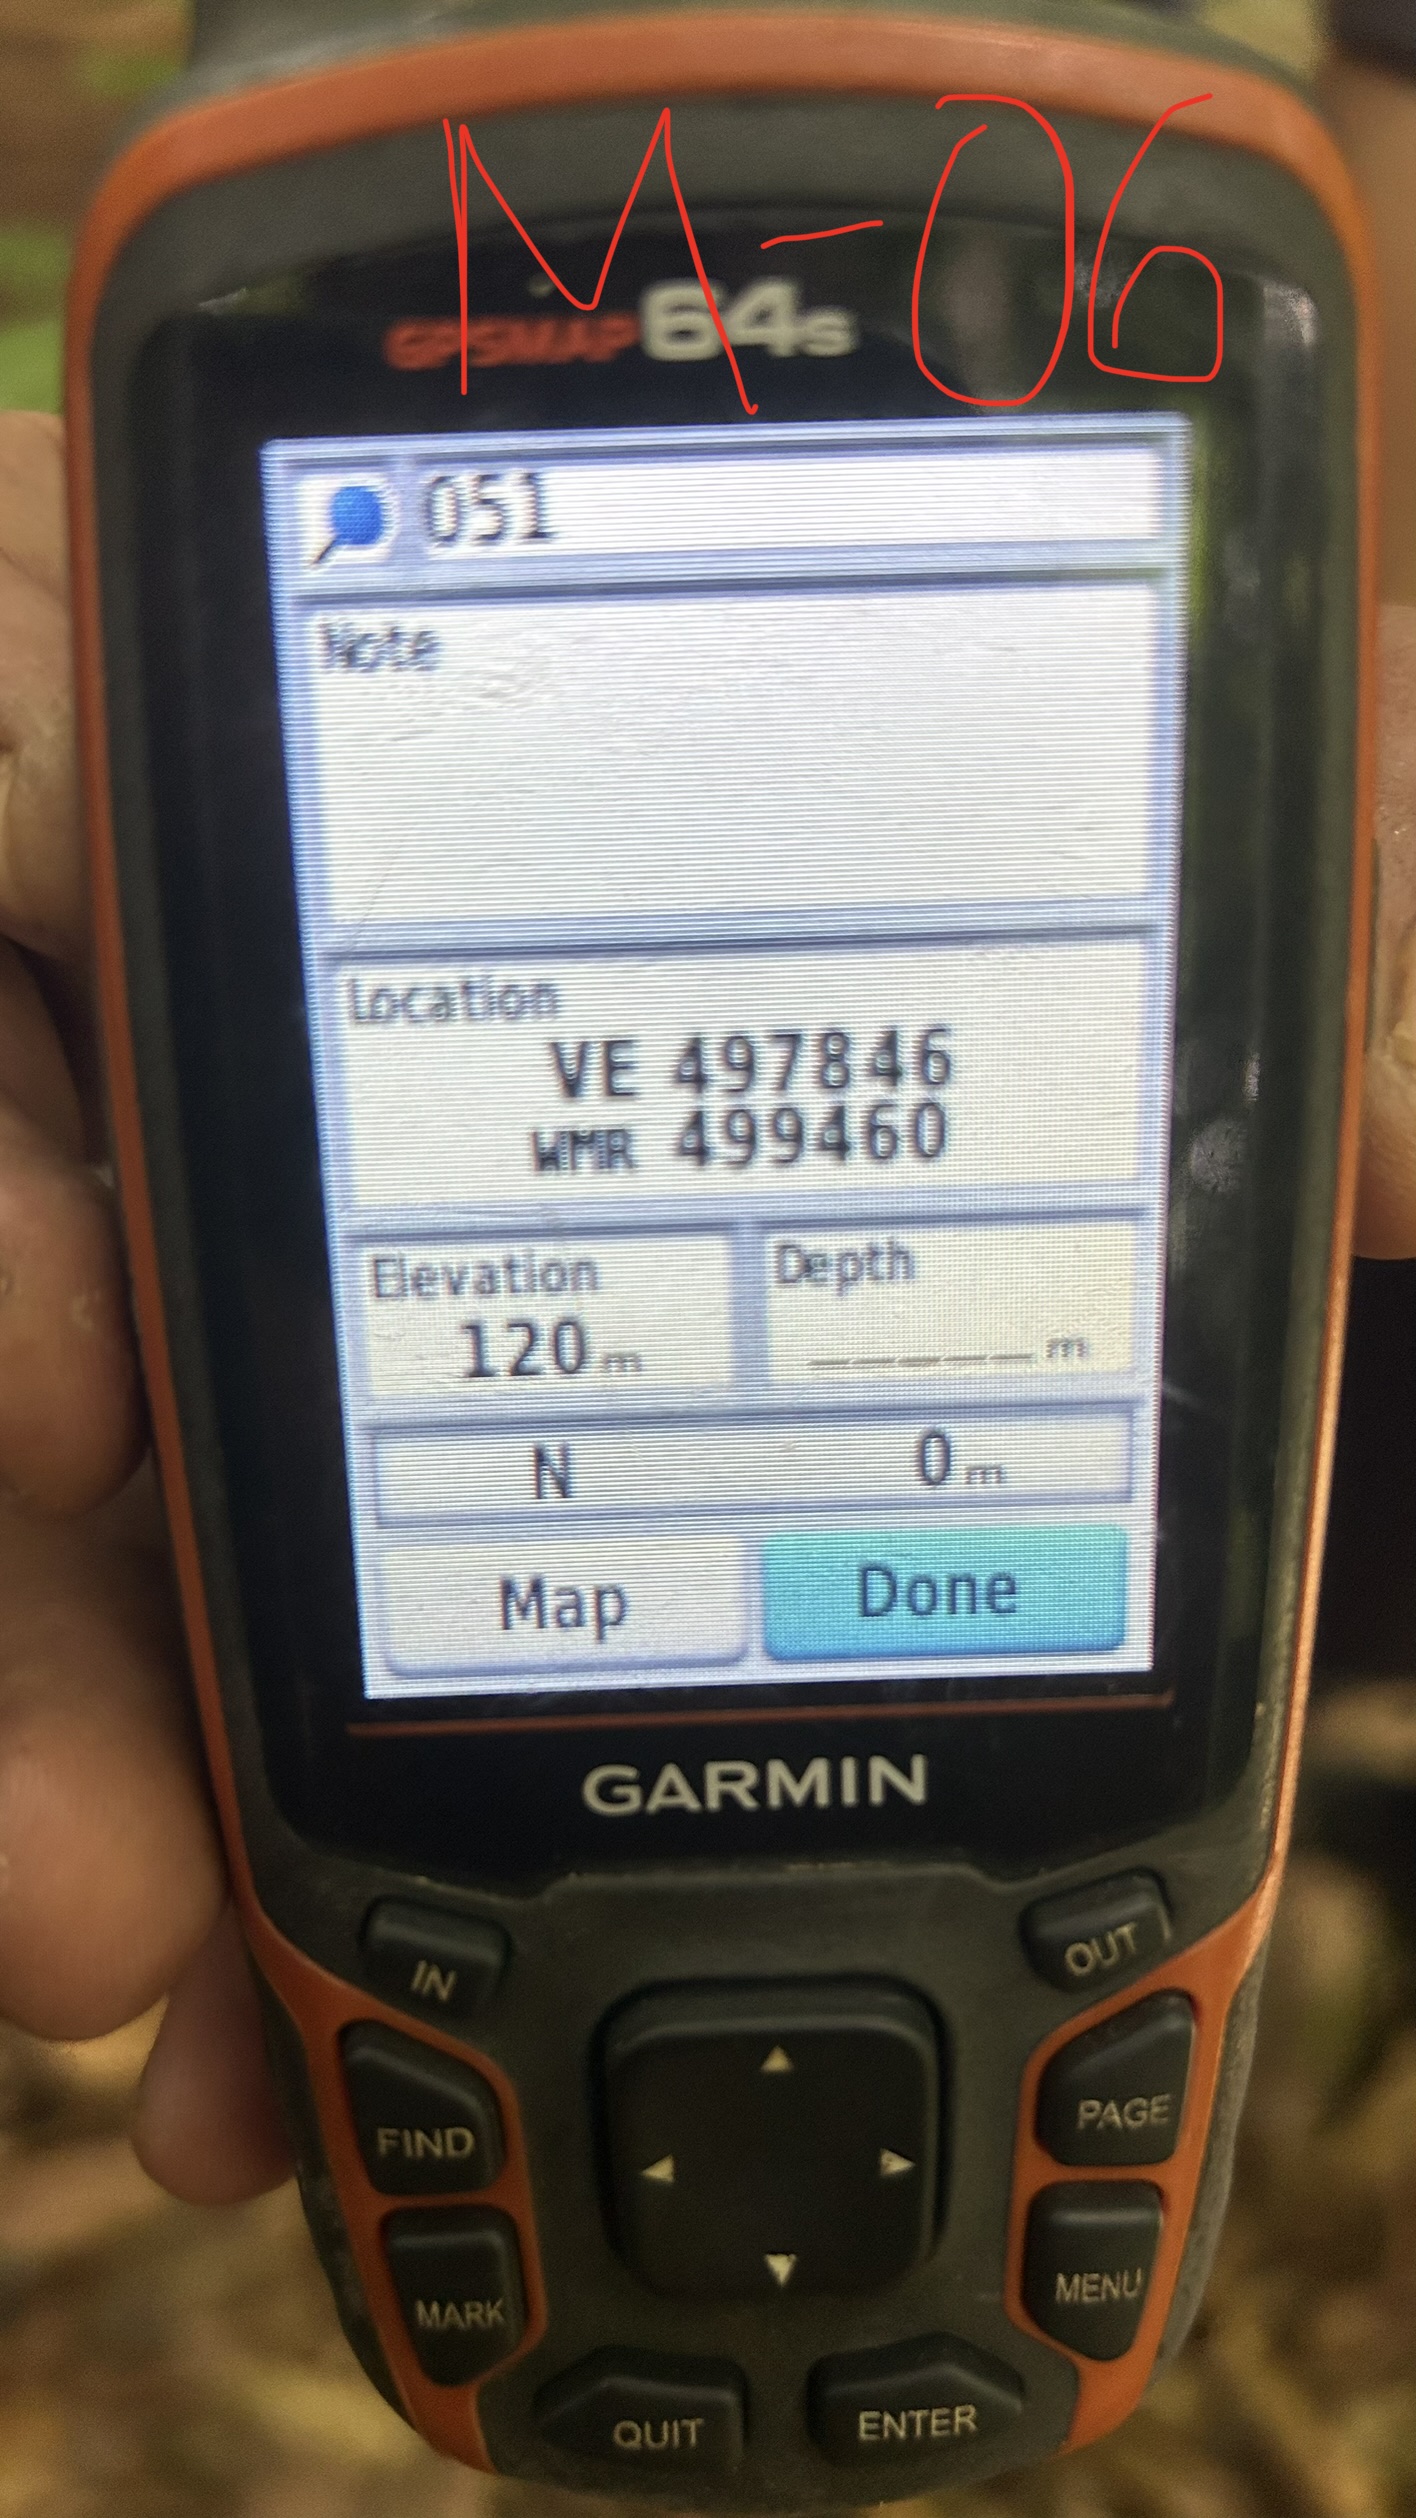 M-06
GPSMAP 64s
051
Note
Location
VE 497846
WMR 499460
Elevation
120 m
Depth
_____ m
N 0 m
Map Done
GARMIN
IN OUT
FIND PAGE
MARK MENU
QUIT ENTER